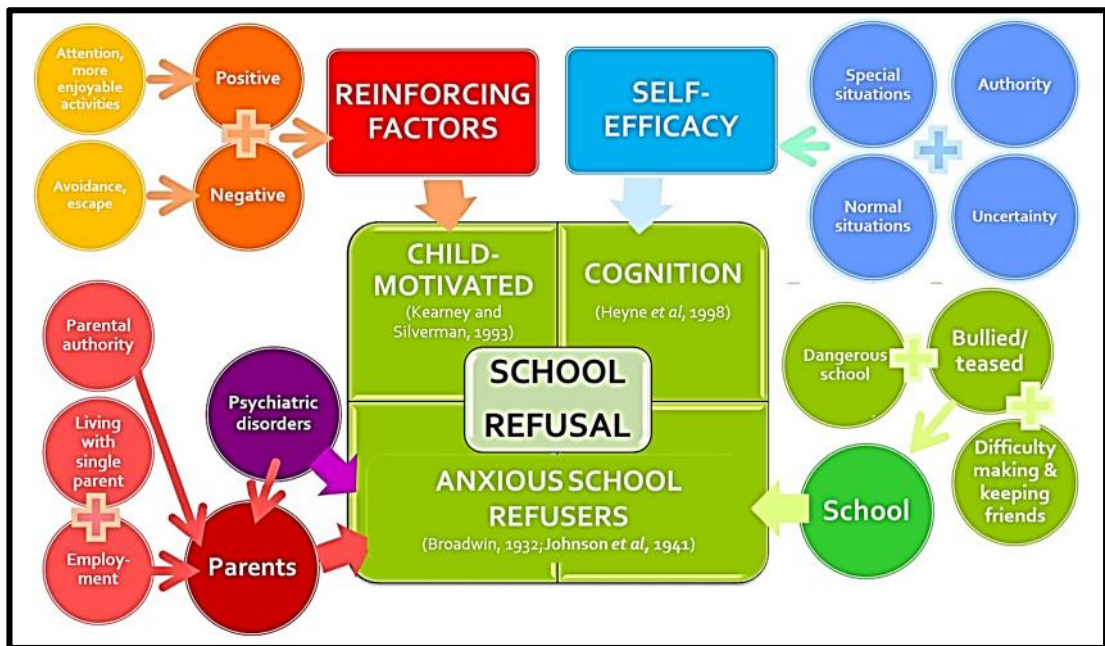 Attention,
more
enjoyable
activities
Positive
Avoidance,
escape
Negative
REINFORCING
FACTORS
SELF-
EFFICACY
Special
situations
Authority
Normal
situations
Uncertainty
CHILD-
MOTIVATED
(Kearney and
Silverman, 1993)
COGNITION
(Heyne et al, 1998)
SCHOOL
REFUSAL
ANXIOUS SCHOOL
REFUSERS
(Broadwin, 1932;Johnson et al, 1941)
Parental
authority
Living
with
single
parent
Employ-
ment
Psychiatric
disorders
Parents
Dangerous
school
Bullied/
teased
Difficulty
making &
keeping
friends
School